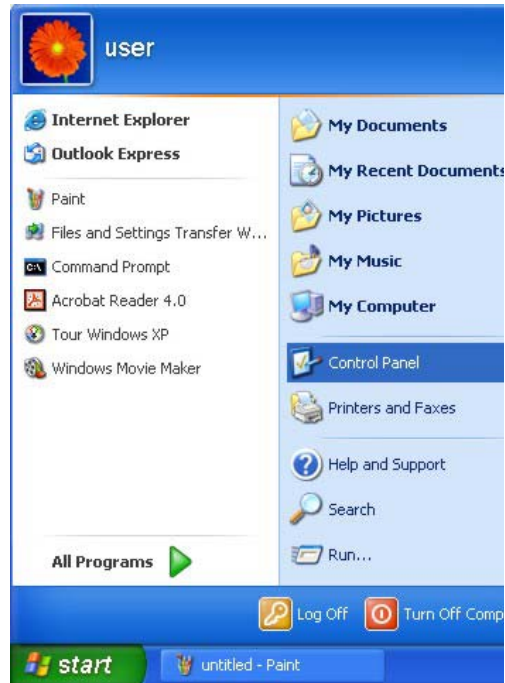 user
Internet Explorer
Outlook Express
Paint
Files and Settings Transfer W...
Command Prompt
Acrobat Reader 4.0
Tour Windows XP
Windows Movie Maker
All Programs
My Documents
My Recent Documents
My Pictures
My Music
My Computer
Control Panel
Printers and Faxes
Help and Support
Search
Run...
Log Off
Turn Off Comp
start
untitled - Paint